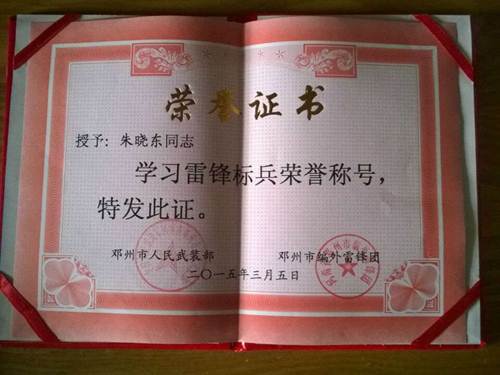 荣誉证书
授予：朱晓东同志
学习雷锋标兵荣誉称号，
特发此证。
邓州市人民武装部 邓州市编外雷锋团
二〇一五年三月五日